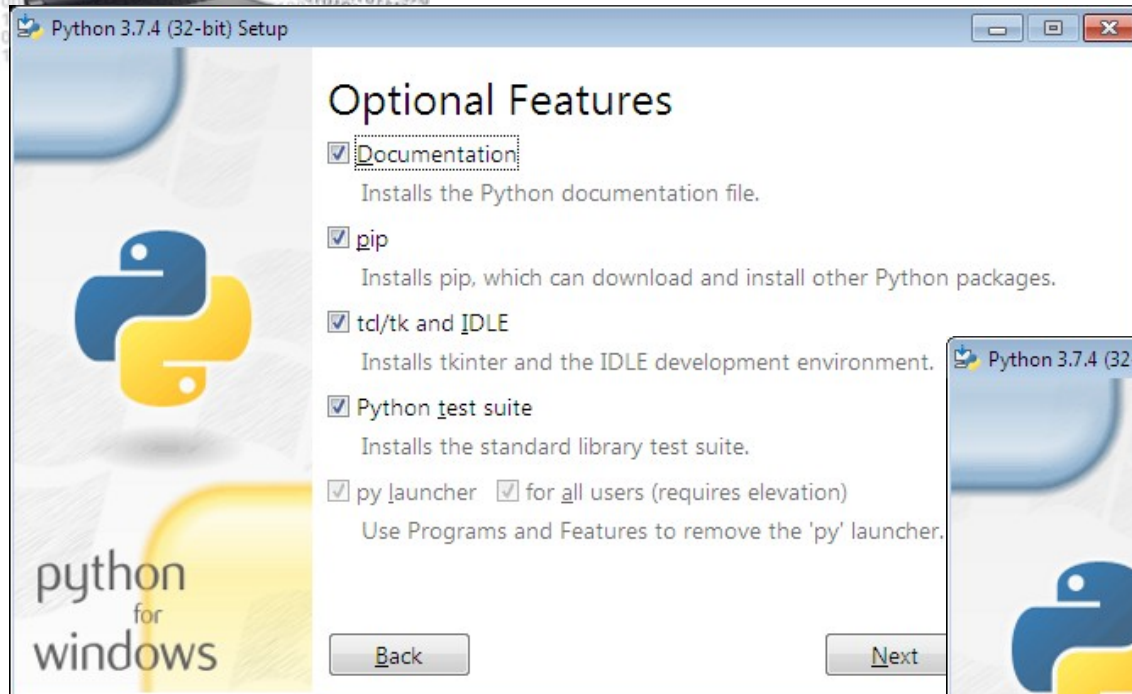 Python 3.7.4 (32-bit) Setup
Optional Features
Documentation
Installs the Python documentation file.
pip
Installs pip, which can download and install other Python packages.
tcl/tk and IDLE
Installs tkinter and the IDLE development environment.
Python 3.7.4 (32
Python test suite
Installs the standard library test suite.
py launcher for all users (requires elevation)
Use Programs and Features to remove the 'py' launcher.
python
for
windows
Back
Next